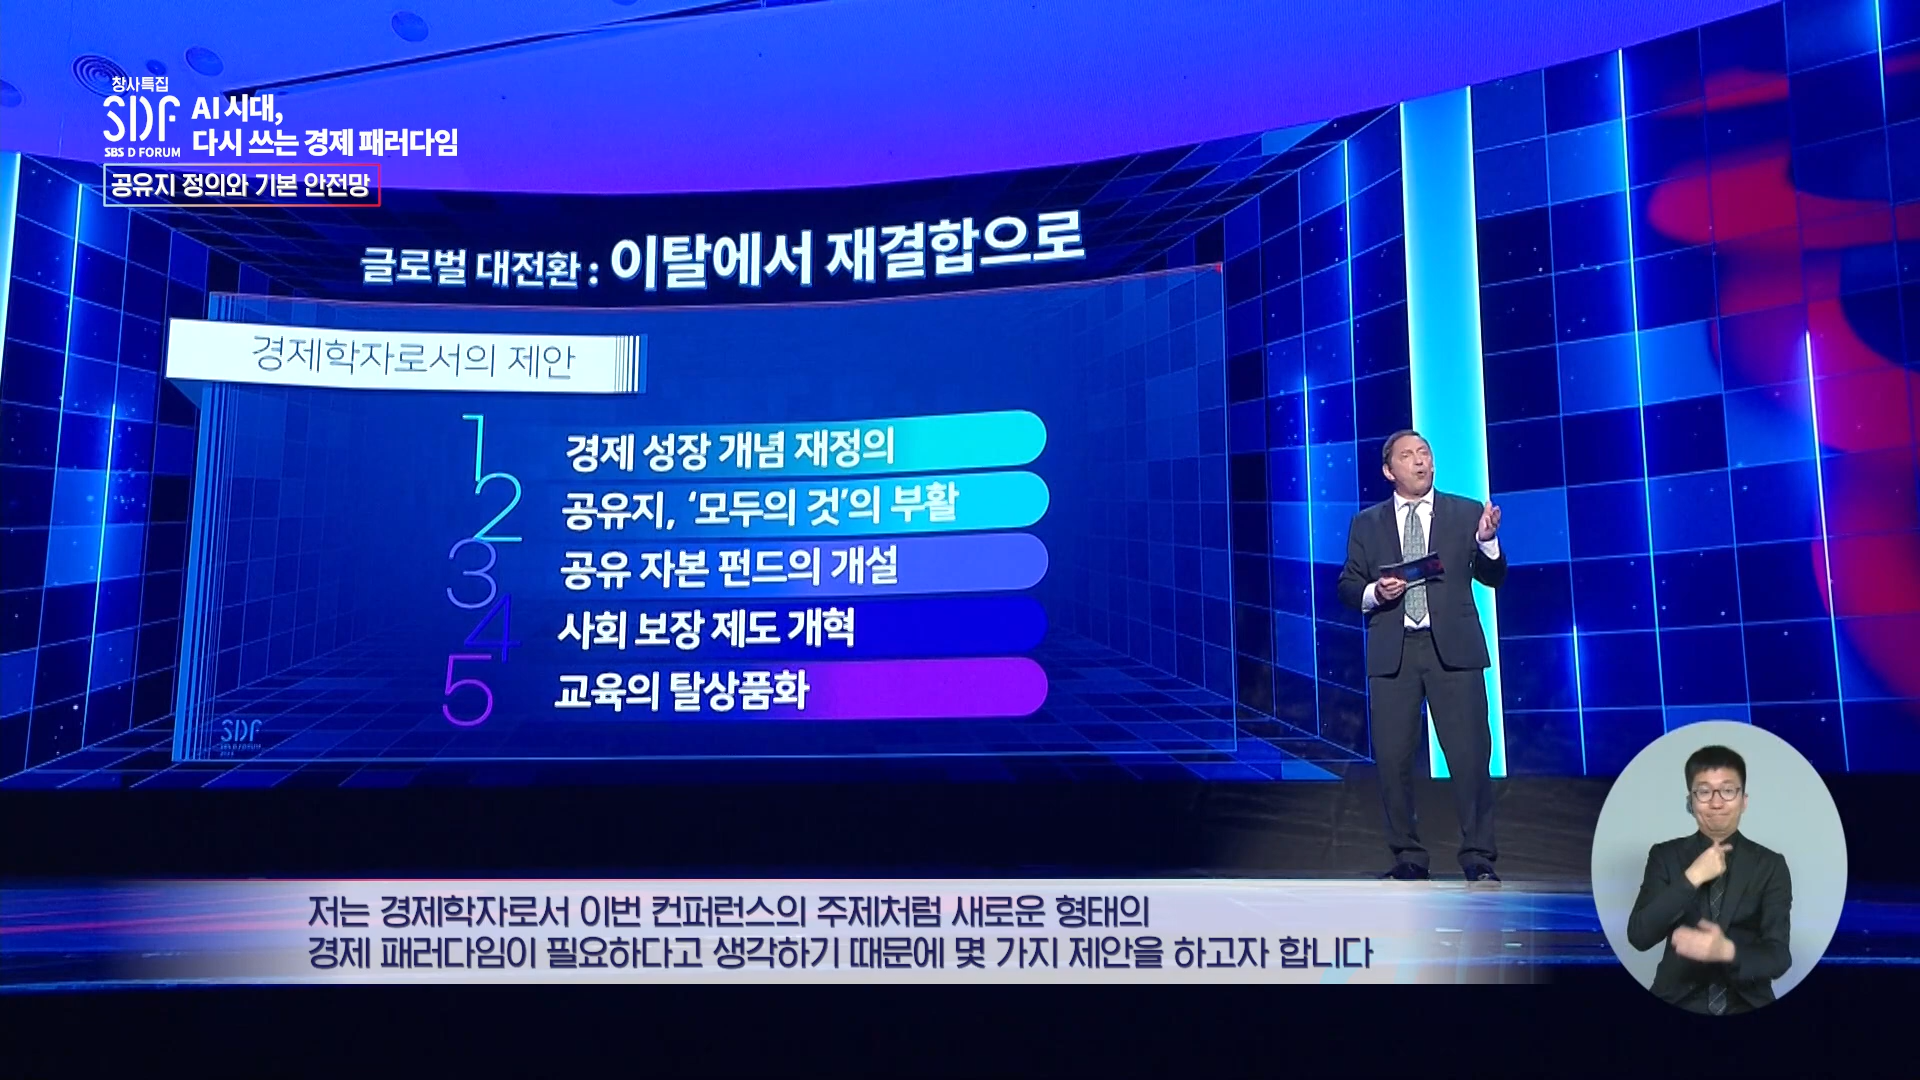 창사특집
SDF
SBS D FORUM
AI 시대,
다시 쓰는 경제 패러다임
공유지 정의와 기본 안전망
글로벌 대전환 : 이탈에서 재결합으로
경제학자로서의 제안
1 경제 성장 개념 재정의
2 공유지, ‘모두의 것’의 부활
3 공유 자본 펀드의 개설
4 사회 보장 제도 개혁
5 교육의 탈상품화
SDF
SBS D FORUM
저는 경제학자로서 이번 컨퍼런스의 주제처럼 새로운 형태의
경제 패러다임이 필요하다고 생각하기 때문에 몇 가지 제안을 하고자 합니다